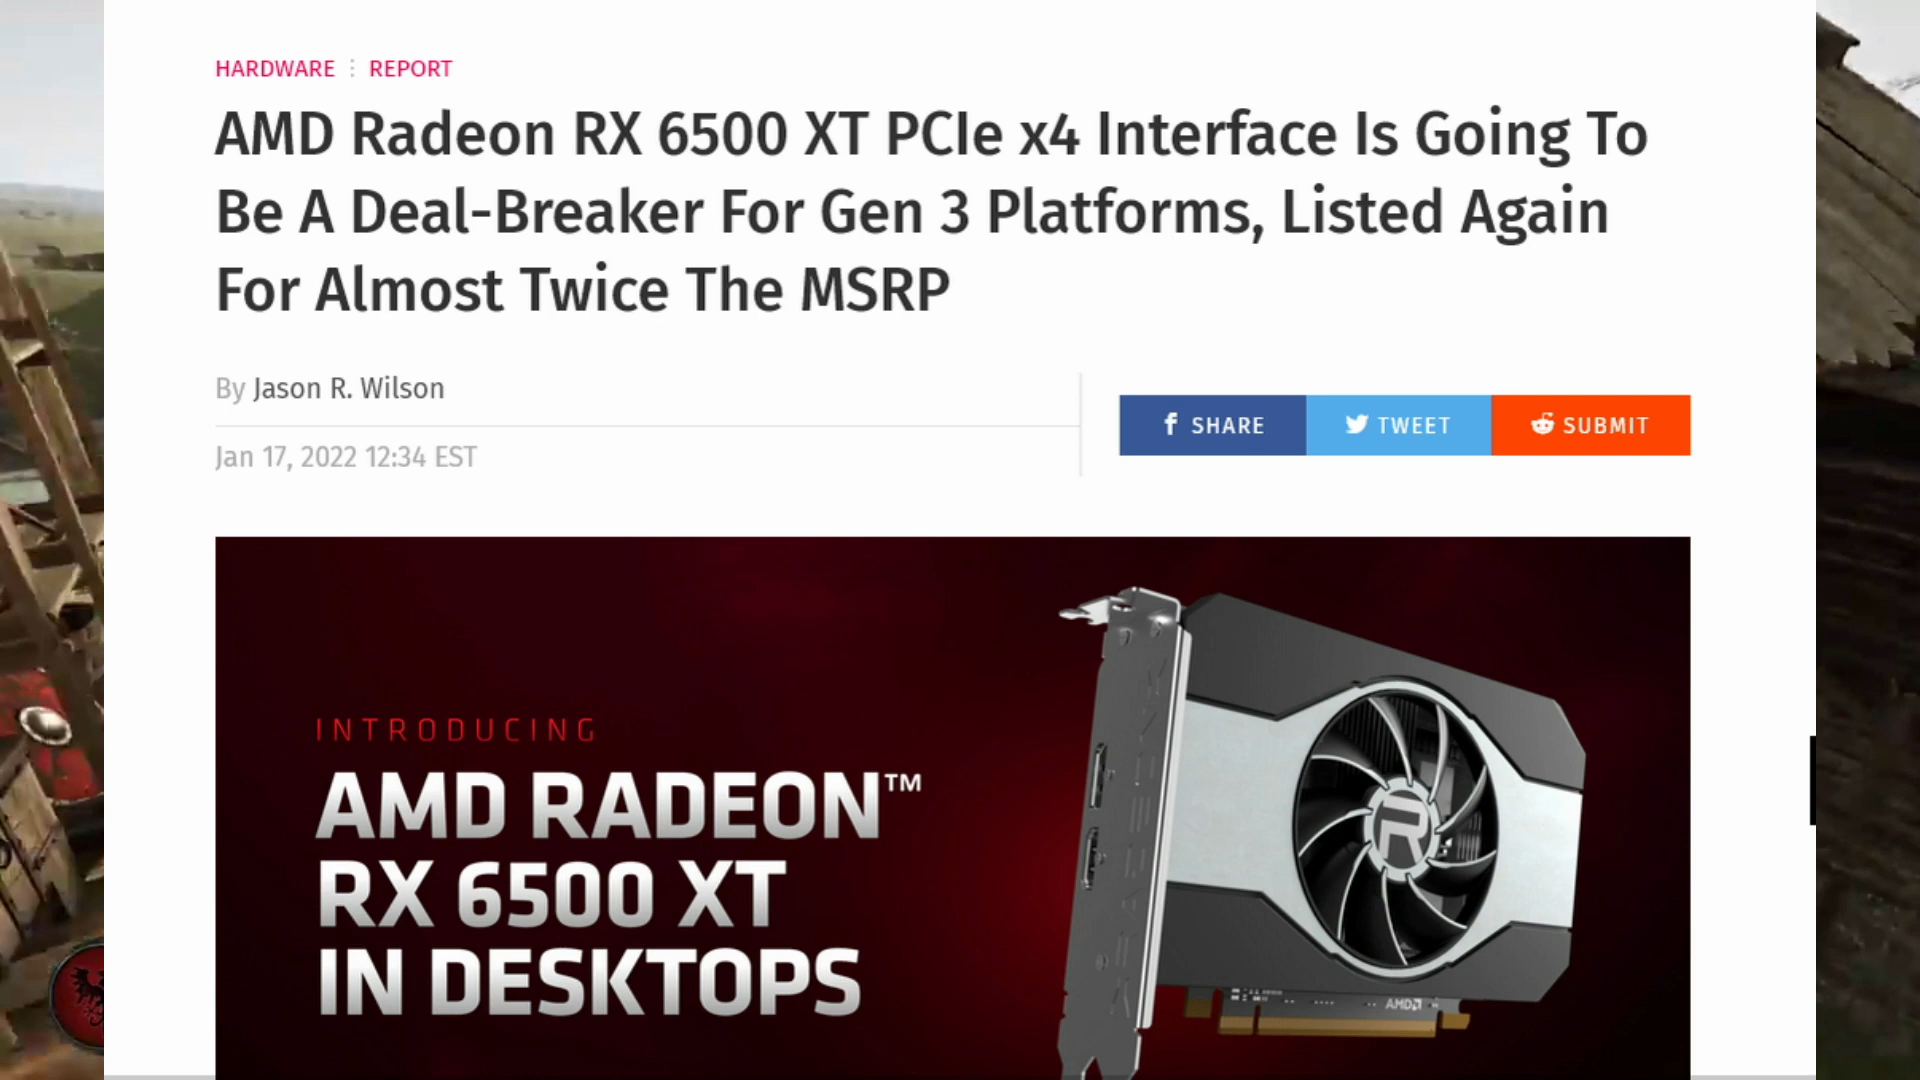 HARDWARE ⋮ REPORT
AMD Radeon RX 6500 XT PCIe x4 Interface Is Going To
Be A Deal-Breaker For Gen 3 Platforms, Listed Again
For Almost Twice The MSRP
By Jason R. Wilson
SHARE TWEET SUBMIT
Jan 17, 2022 12:34 EST
INTRODUCING
AMD RADEON™
RX 6500 XT
IN DESKTOPS
R
AMD